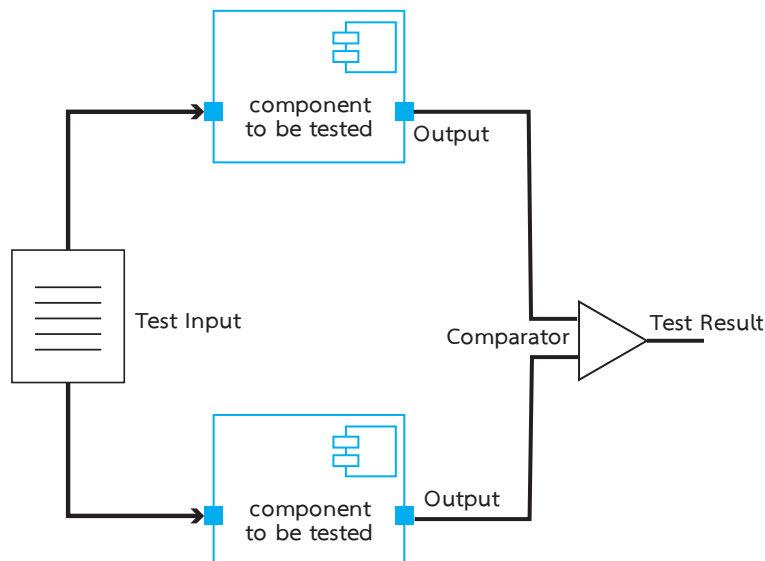 component
to be tested
Output
Test Input
Comparator
Test Result
component
to be tested
Output